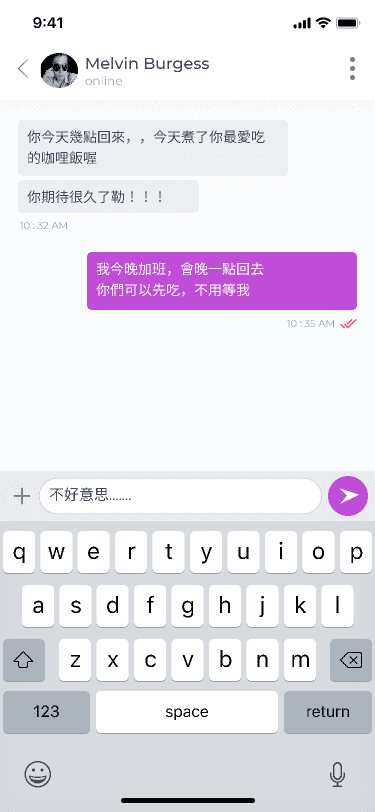 9:41
Melvin Burgess
online
你今天幾點回來，，今天煮了你最愛吃
的咖哩飯喔
你期待很久了勒！！！
10 : 32 AM
我今晚加班，會晚一點回去
你們可以先吃，不用等我
10 : 35 AM
不好意思.......
q w e r t y u i o p
a s d f g h j k l
z x c v b n m
123 space return